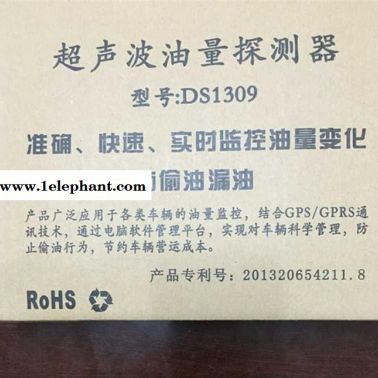 超声波油量探测器
型号:DS1309
准确、快速、实时监控油量变化
www.1elephant.com
偷油漏油
产品广泛应用于各类车辆的油量监控，结合GPS/GPRS通
讯技术，通过电脑软件管理平台，实现对车辆科学管理，防
止偷油行为，节约车辆营运成本。
产品专利号：201320654211.8
RoHS